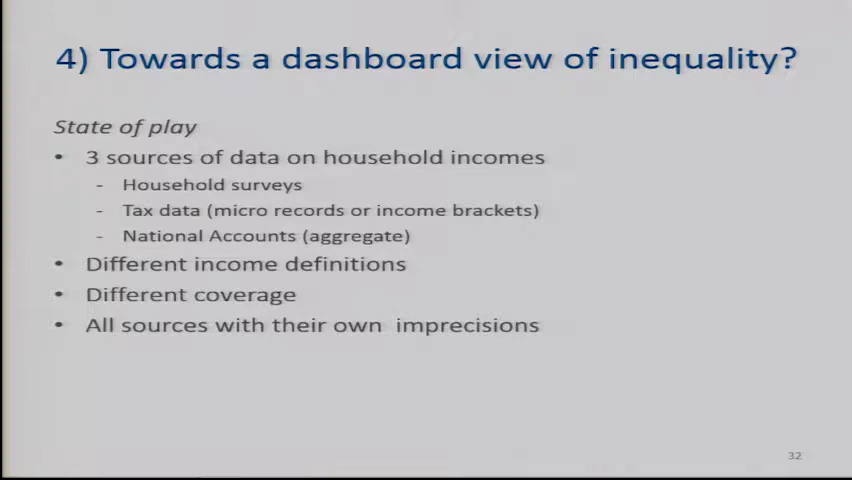 4) Towards a dashboard view of inequality?
State of play
• 3 sources of data on household incomes
- Household surveys
- Tax data (micro records or income brackets)
- National Accounts (aggregate)
• Different income definitions
• Different coverage
• All sources with their own imprecisions
32